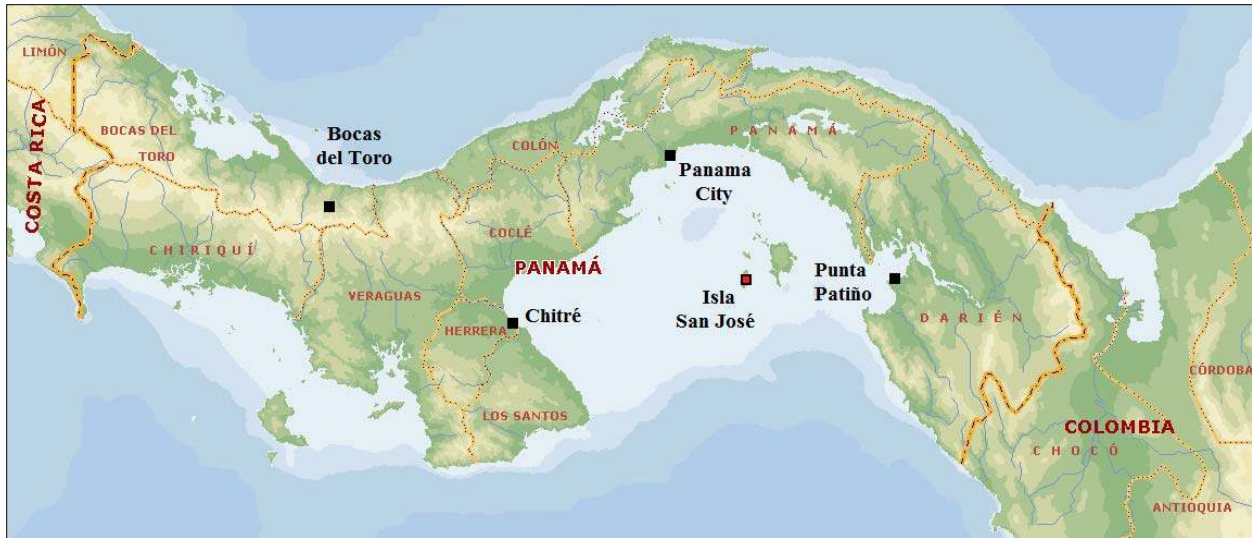 LIMÓN
COSTA RICA
BOCAS DEL
TORO
Bocas
del Toro
CHIRIQUÍ
VERAGUAS
COLÓN
COCLÉ
PANAMÁ
HERRERA
Chitré
LOS SANTOS
PANAMÁ
Panama
City
Isla
San José
Punta
Patiño
DARIÉN
COLOMBIA
CHOCÓ
CÓRDOBA
ANTIOQUIA